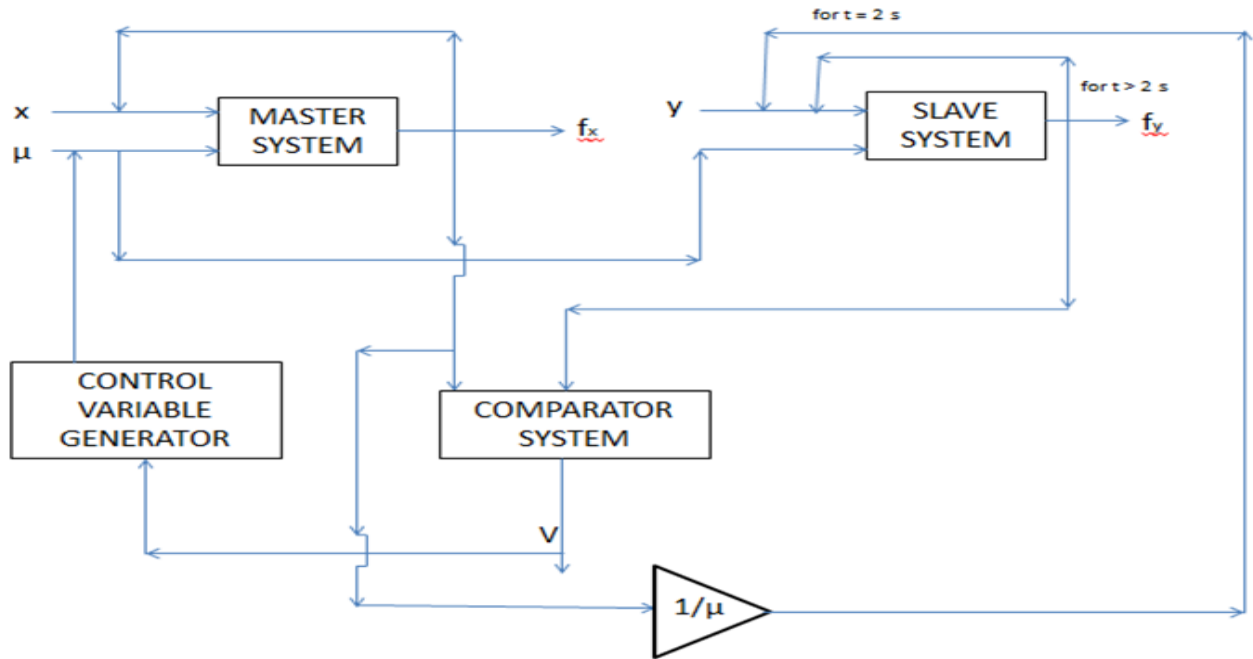 for t = 2 s
for t > 2 s
x
MASTER
SYSTEM
fx
μ
y
SLAVE
SYSTEM
fy
CONTROL
VARIABLE
GENERATOR
COMPARATOR
SYSTEM
V
1/μ